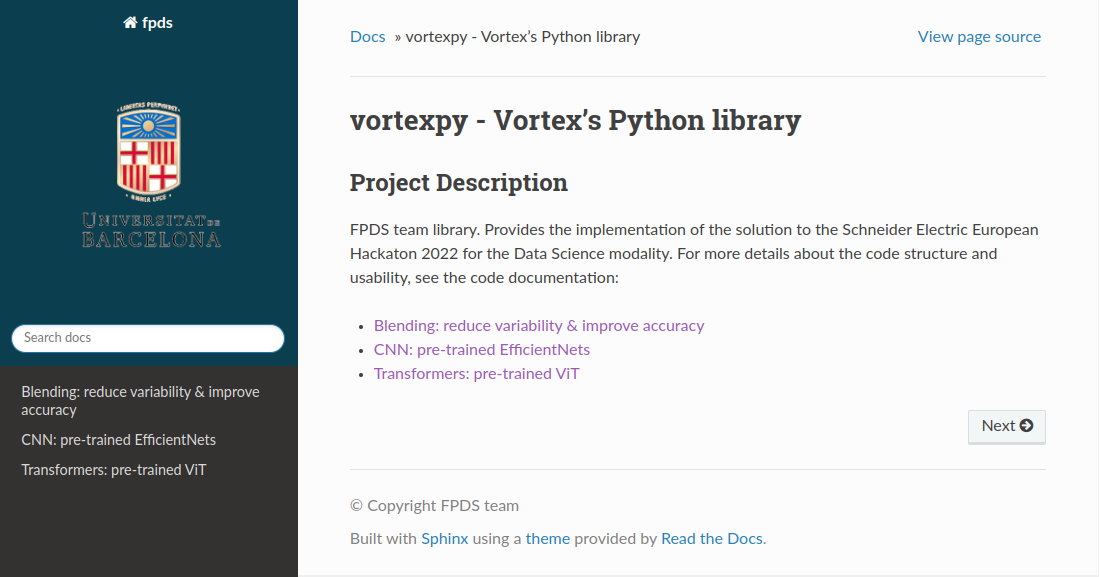 fpds
LIBERTAS PERFUNDET
OMNIA LUCE
UNIVERSITAT DE
BARCELONA
Search docs
Blending: reduce variability & improve
accuracy
CNN: pre-trained EfficientNets
Transformers: pre-trained ViT
Docs » vortexpy - Vortex’s Python library
View page source
vortexpy - Vortex’s Python library
Project Description
FPDS team library. Provides the implementation of the solution to the Schneider Electric European
Hackaton 2022 for the Data Science modality. For more details about the code structure and
usability, see the code documentation:
• Blending: reduce variability & improve accuracy
• CNN: pre-trained EfficientNets
• Transformers: pre-trained ViT
Next
© Copyright FPDS team
Built with Sphinx using a theme provided by Read the Docs.